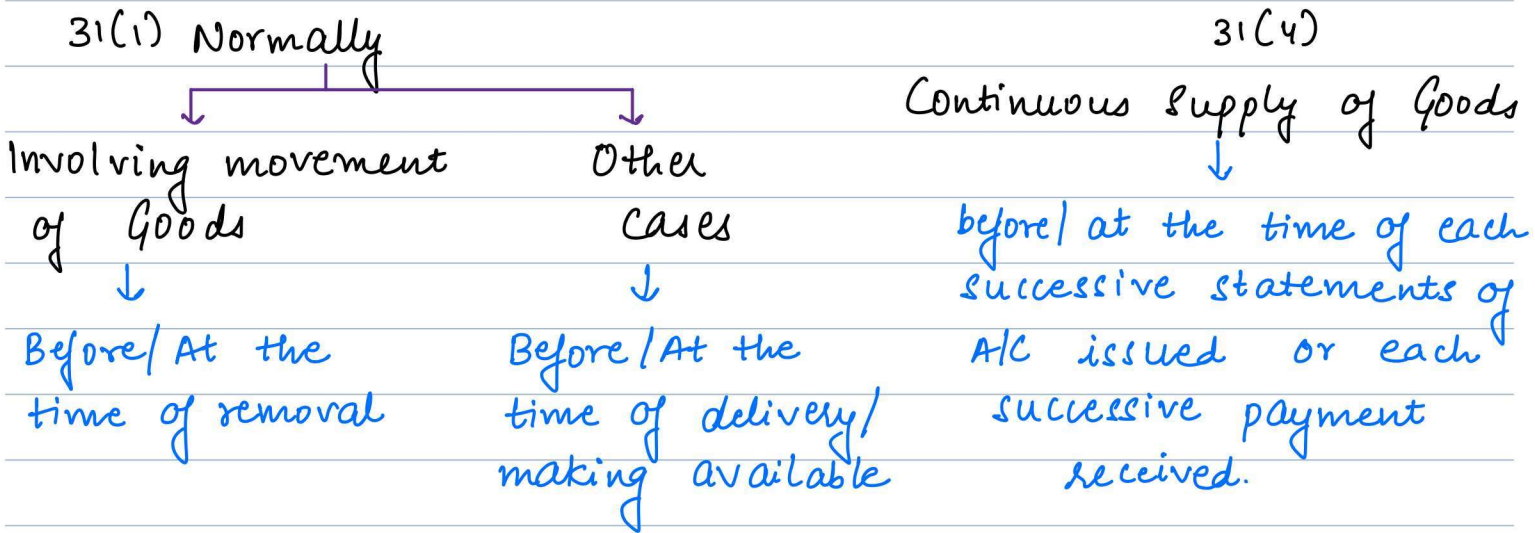 31(1) Normally
Involving movement
of Goods
Before/At the
time of removal
Other
cases
Before/At the
time of delivery/
making available
31(4)
Continuous Supply of Goods
before/at the time of each
successive statements of
A/C issued or each
successive payment
received.